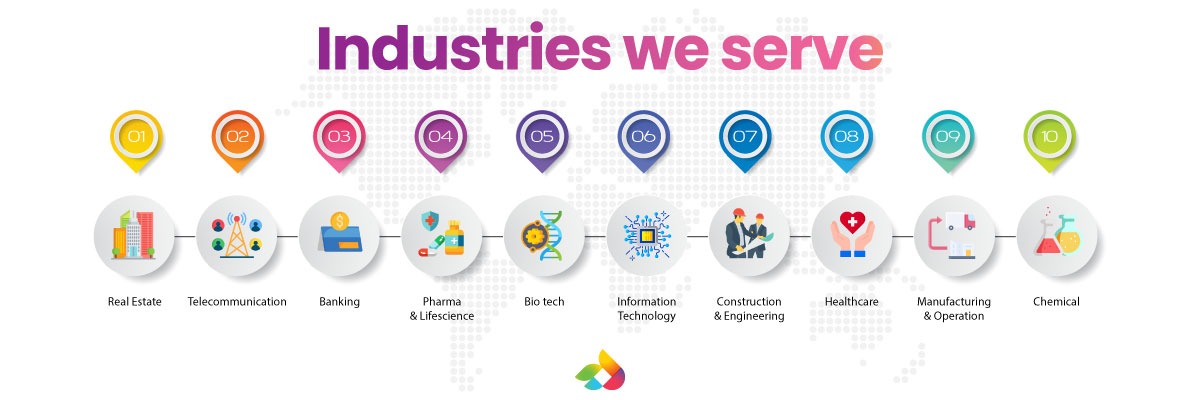 Industries we serve
01 02 03 04 05 06 07 08 09 10
$
Real Estate
Telecommunication
Banking
Pharma
& Lifescience
Bio tech
Information
Technology
Construction
& Engineering
Healthcare
Manufacturing
& Operation
Chemical